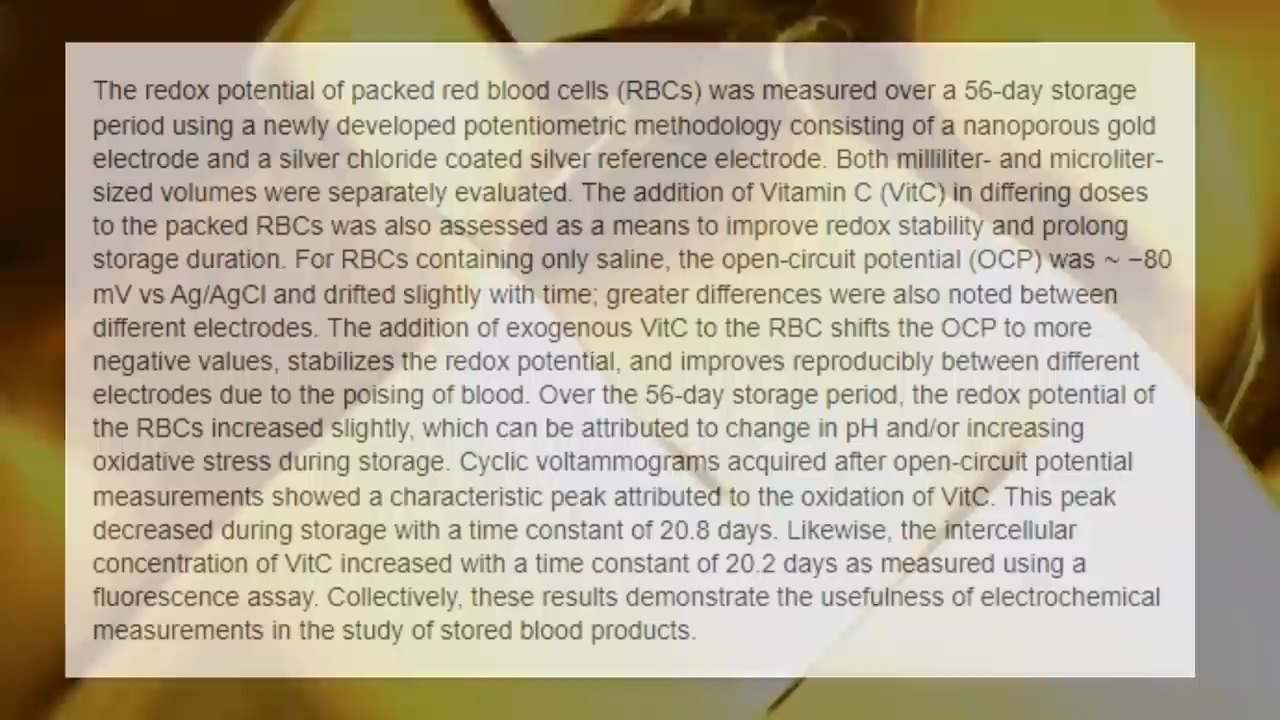 The redox potential of packed red blood cells (RBCs) was measured over a 56-day storage
period using a newly developed potentiometric methodology consisting of a nanoporous gold
electrode and a silver chloride coated silver reference electrode. Both milliliter- and microliter-
sized volumes were separately evaluated. The addition of Vitamin C (VitC) in differing doses
to the packed RBCs was also assessed as a means to improve redox stability and prolong
storage duration. For RBCs containing only saline, the open-circuit potential (OCP) was ~ −80
mV vs Ag/AgCl and drifted slightly with time; greater differences were also noted between
different electrodes. The addition of exogenous VitC to the RBC shifts the OCP to more
negative values, stabilizes the redox potential, and improves reproducibly between different
electrodes due to the poising of blood. Over the 56-day storage period, the redox potential of
the RBCs increased slightly, which can be attributed to change in pH and/or increasing
oxidative stress during storage. Cyclic voltammograms acquired after open-circuit potential
measurements showed a characteristic peak attributed to the oxidation of VitC. This peak
decreased during storage with a time constant of 20.8 days. Likewise, the intercellular
concentration of VitC increased with a time constant of 20.2 days as measured using a
fluorescence assay. Collectively, these results demonstrate the usefulness of electrochemical
measurements in the study of stored blood products.